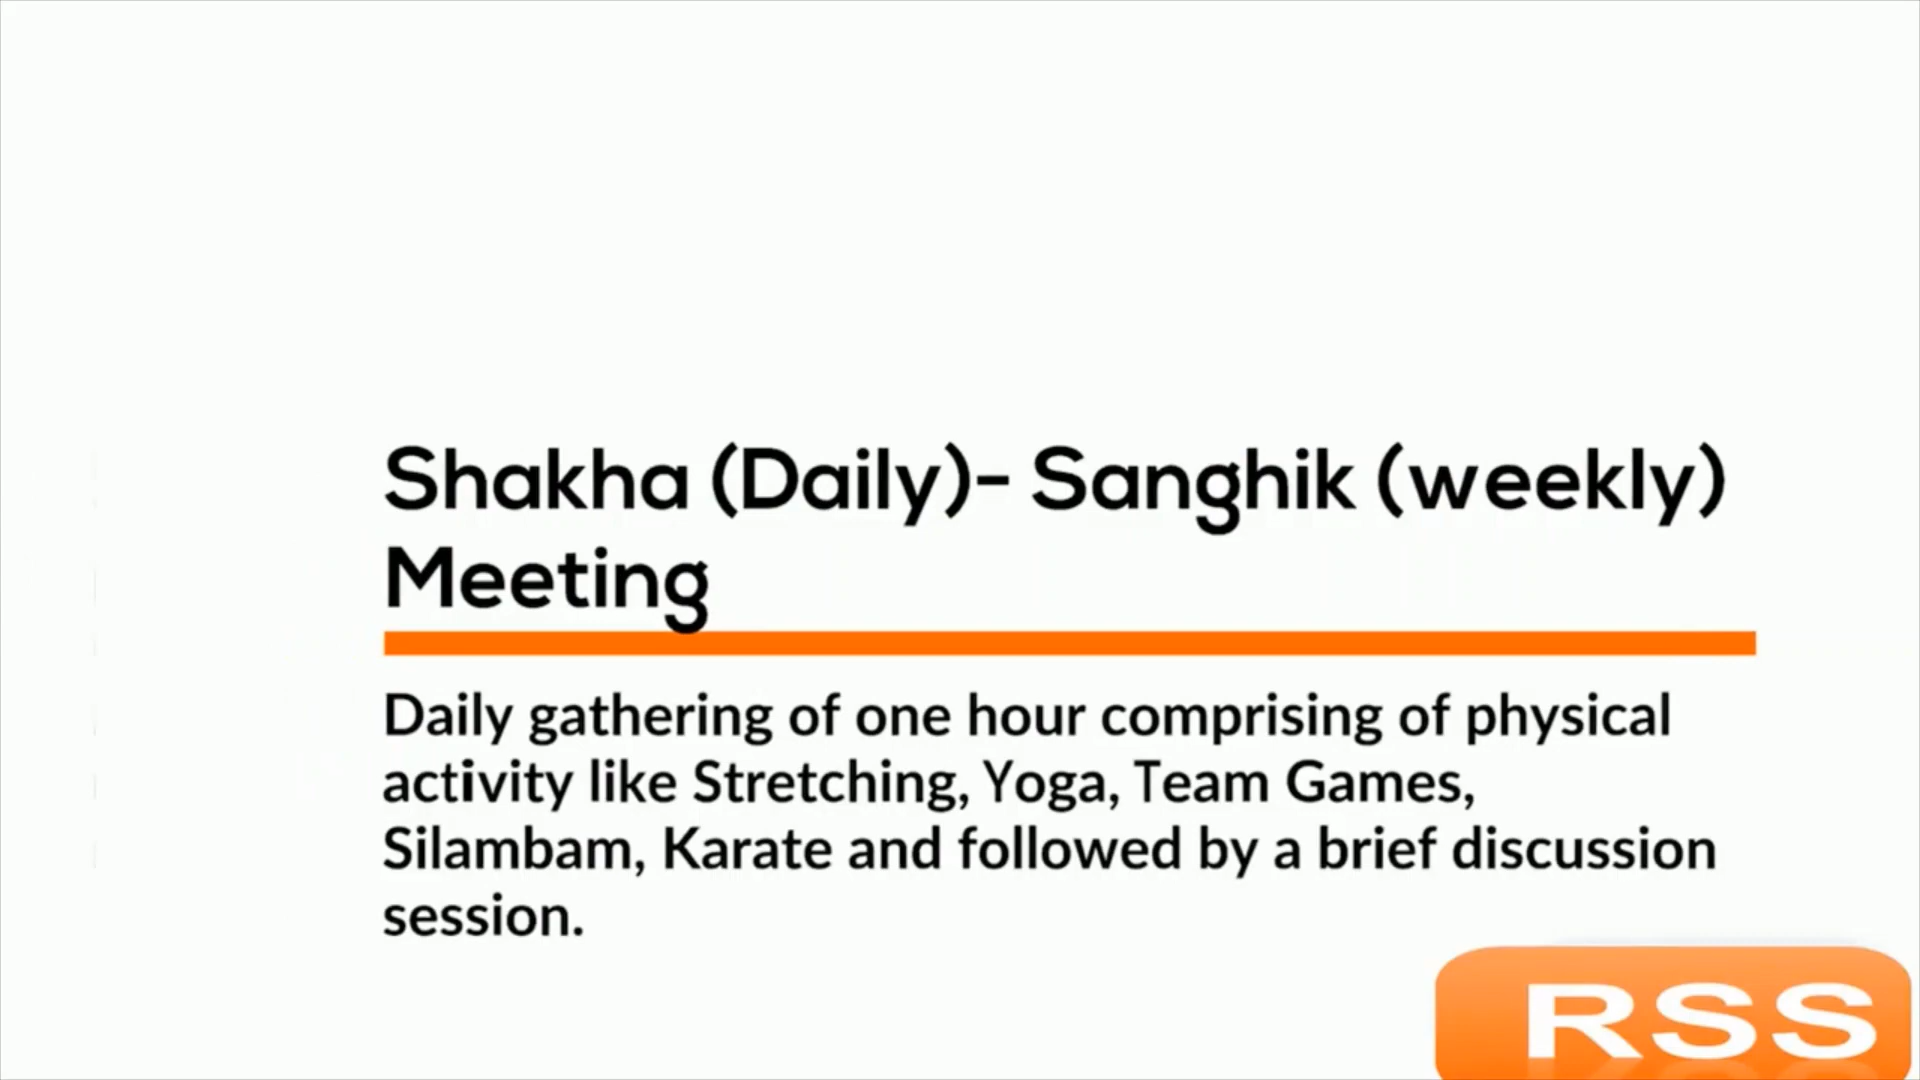 Shakha (Daily)- Sanghik (weekly)
Meeting
Daily gathering of one hour comprising of physical
activity like Stretching, Yoga, Team Games,
Silambam, Karate and followed by a brief discussion
session.
RSS